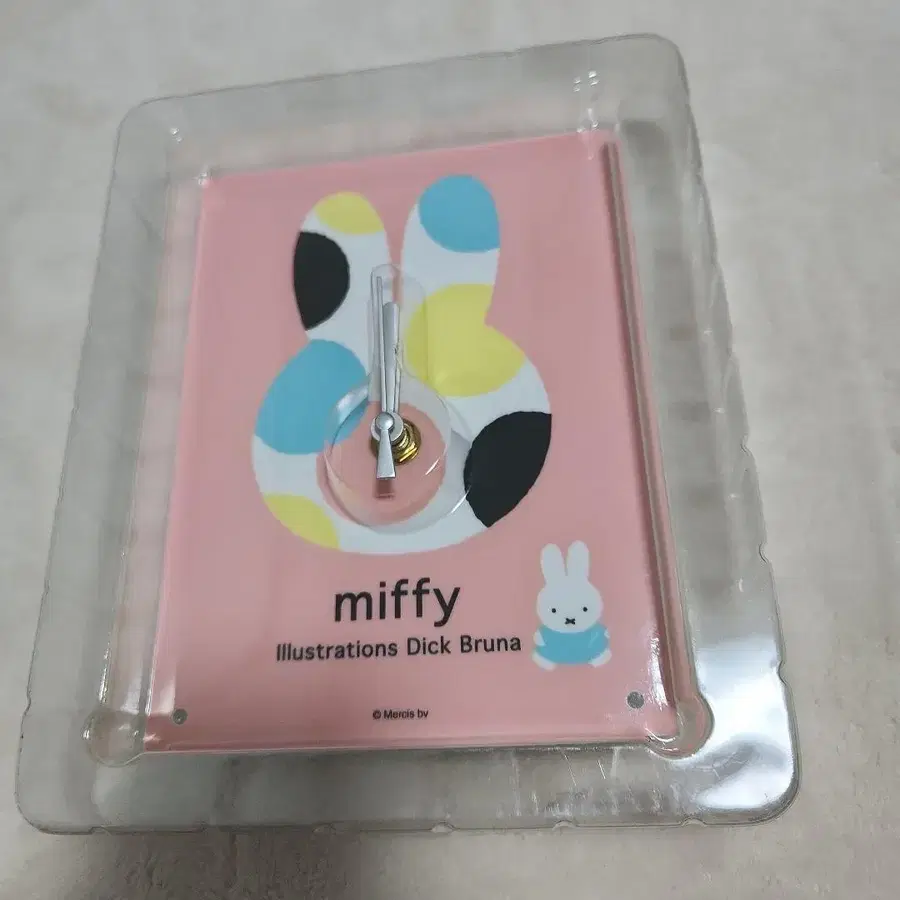 miffy
Illustrations Dick Bruna
© Mercis bv